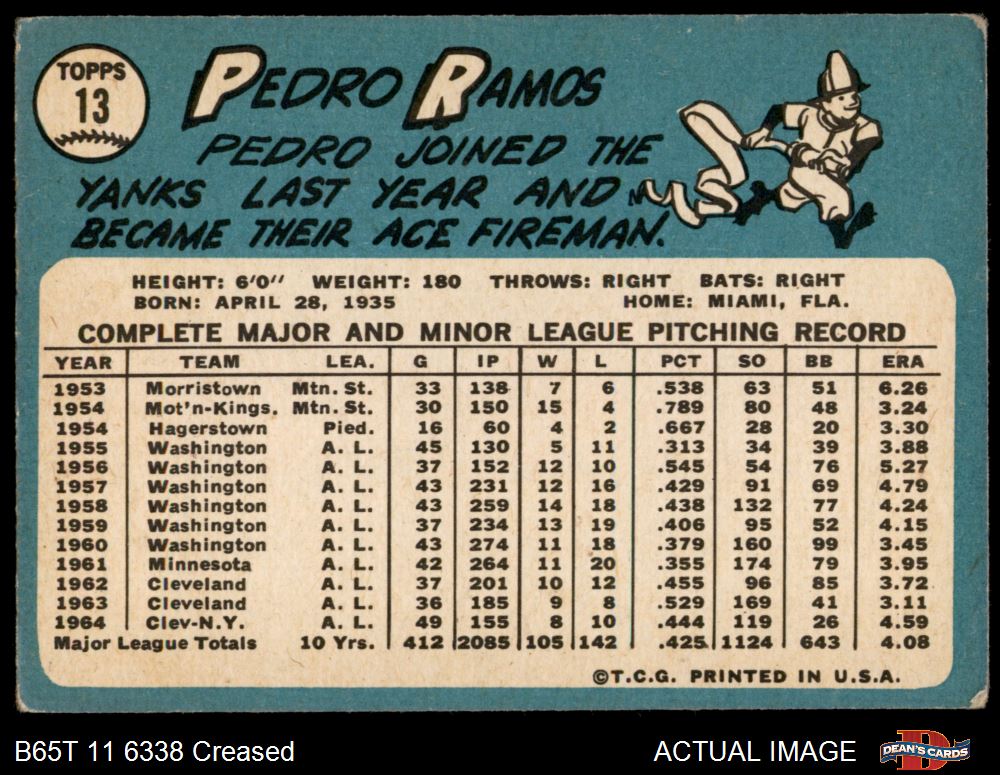 TOPPS
13
PEDRO RAMOS
PEDRO JOINED THE
YANKS LAST YEAR AND
BECAME THEIR ACE FIREMAN.
HEIGHT: 6'0" WEIGHT: 180 THROWS: RIGHT BATS: RIGHT
BORN: APRIL 28, 1935 HOME: MIAMI, FLA.
COMPLETE MAJOR AND MINOR LEAGUE PITCHING RECORD
YEAR TEAM LEA. G IP W L PCT SO BB ERA
1953 Morristown Mtn. St. 33 138 7 6 .538 63 51 6.26
1954 Mot'n-Kings. Mtn. St. 30 150 15 4 .789 80 48 3.24
1954 Hagerstown Pied. 16 60 4 2 .667 28 20 3.30
1955 Washington A. L. 45 130 5 11 .313 34 39 3.88
1956 Washington A. L. 37 152 12 10 .545 54 76 5.27
1957 Washington A. L. 43 231 12 16 .429 91 69 4.79
1958 Washington A. L. 43 259 14 18 .438 132 77 4.24
1959 Washington A. L. 37 234 13 19 .406 95 52 4.15
1960 Washington A. L. 43 274 11 18 .379 160 99 3.45
1961 Minnesota A. L. 42 264 11 20 .355 174 79 3.95
1962 Cleveland A. L. 37 201 10 12 .455 96 85 3.72
1963 Cleveland A. L. 36 185 9 8 .529 169 41 3.11
1964 Clev-N.Y. A. L. 49 155 8 10 .444 119 26 4.59
Major League Totals 10 Yrs. 412 2085 105 142 .425 1124 643 4.08
©T.C.G. PRINTED IN U.S.A.
B65T 11 6338 Creased ACTUAL IMAGE
D
DEAN'S CARDS